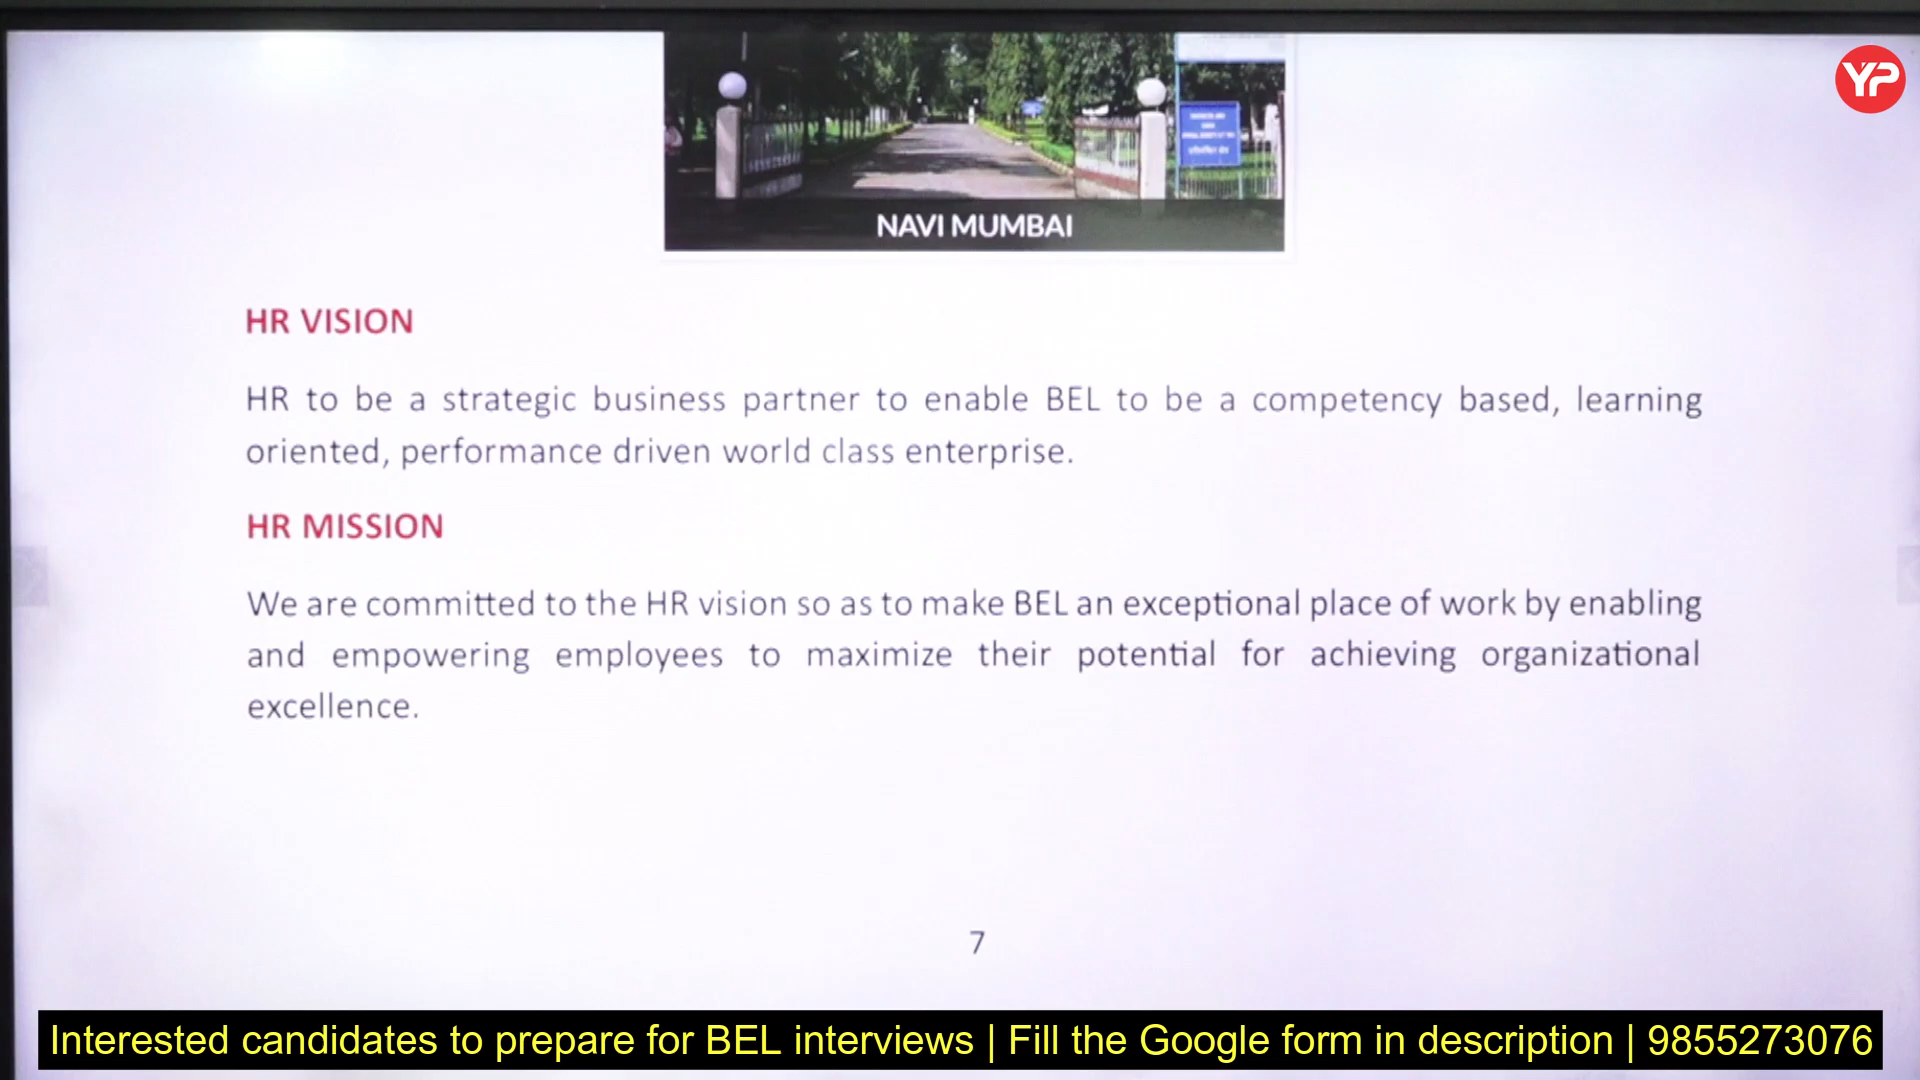 YP
NAVI MUMBAI
HR VISION
HR to be a strategic business partner to enable BEL to be a competency based, learning
oriented, performance driven world class enterprise.
HR MISSION
We are committed to the HR vision so as to make BEL an exceptional place of work by enabling
and empowering employees to maximize their potential for achieving organizational
excellence.
7
Interested candidates to prepare for BEL interviews | Fill the Google form in description | 9855273076